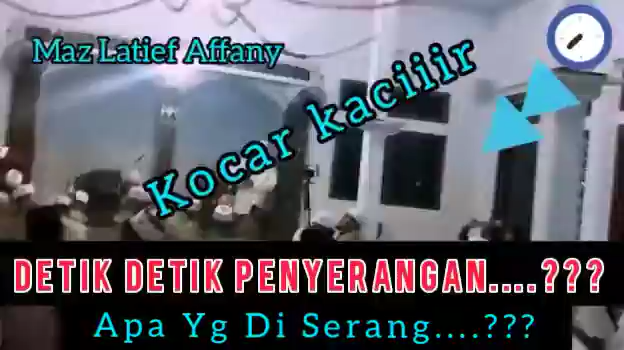 Maz Latief Affany
Kocar kaciiir
DETIK DETIK PENYERANGAN....???
Apa Yg Di Serang....???